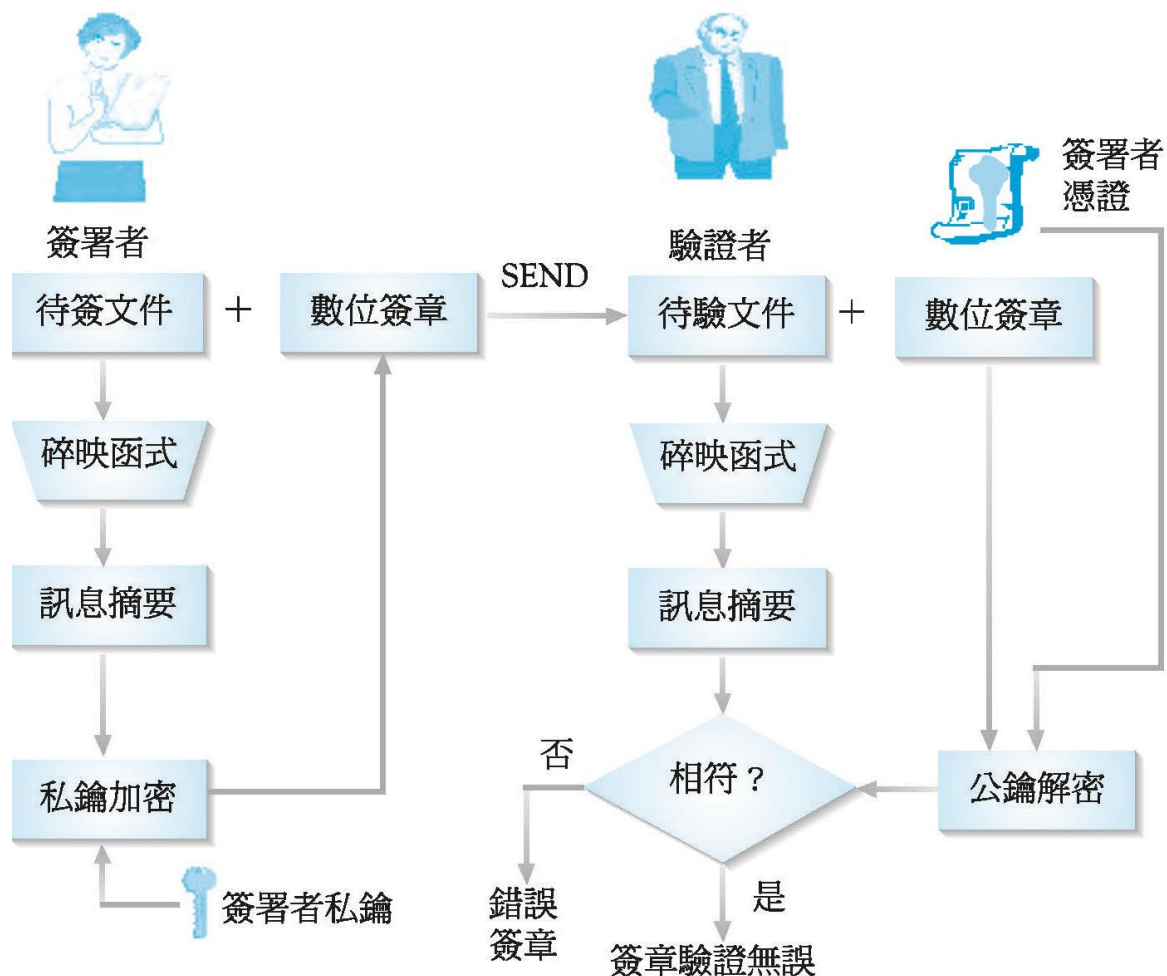 簽署者
憑證
簽署者
驗證者
待簽文件
+
數位簽章
SEND
待驗文件
+
數位簽章
碎映函式
碎映函式
訊息摘要
訊息摘要
私鑰加密
否
相符？
公鑰解密
簽署者私鑰
錯誤
簽章
是
簽章驗證無誤